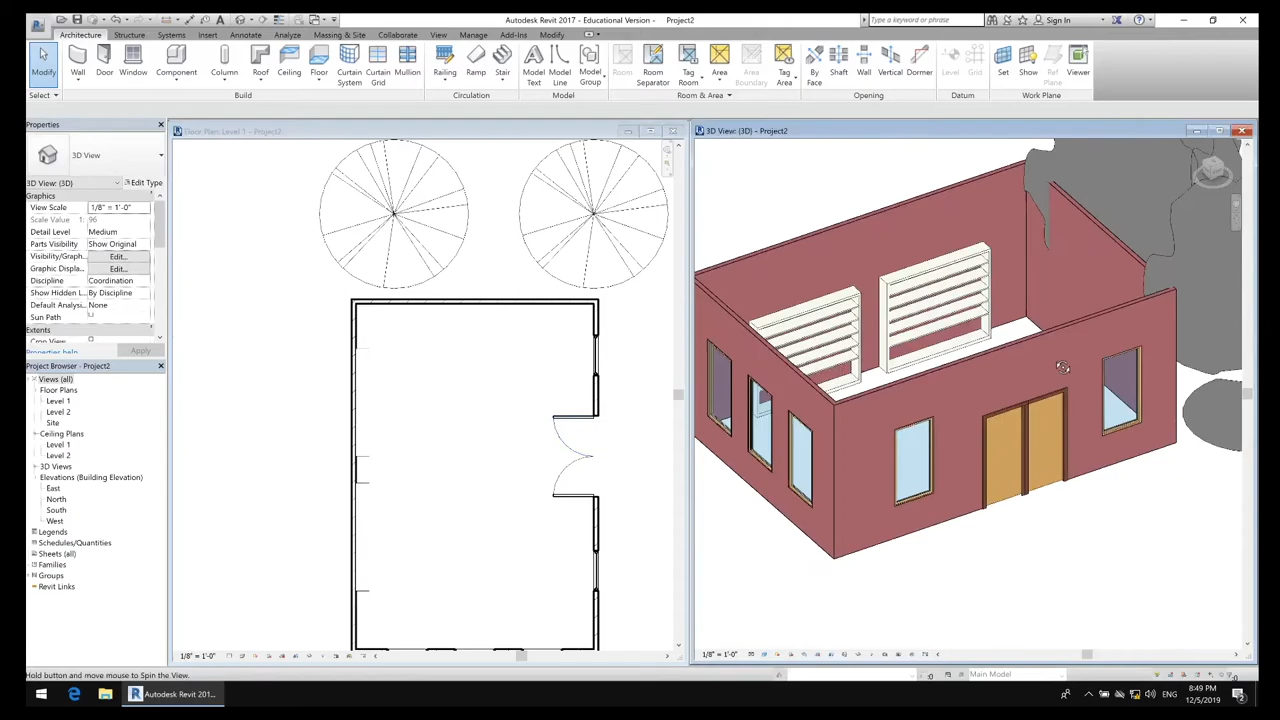 Autodesk Revit 2017 - Educational Version - Project2
Type a keyword or phrase
Sign In
Architecture Structure Systems Insert Annotate Analyze Massing & Site Collaborate View Manage Add-Ins Modify
Modify Wall Door Window Component Column Roof Ceiling Floor Curtain System Curtain Grid Mullion Railing Ramp Stair Model Text Model Line Model Group Room Room Separator Tag Room Area Area Boundary Tag Area By Face Shaft Wall Vertical Dormer Level Grid Set Show Ref Plane Viewer
Select Build Circulation Model Room & Area Opening Datum Work Plane
Properties
3D View
3D View: {3D} Edit Type
Graphics
View Scale 1/8" = 1'-0"
Scale Value 1: 96
Detail Level Medium
Parts Visibility Show Original
Visibility/Graph... Edit...
Graphic Displa... Edit...
Discipline Coordination
Show Hidden L... By Discipline
Default Analysi... None
Sun Path
Extents
Crop View
Properties help Apply
Project Browser - Project2
Views (all)
Floor Plans
Level 1
Level 2
Site
Ceiling Plans
Level 1
Level 2
3D Views
Elevations (Building Elevation)
East
North
South
West
Legends
Schedules/Quantities
Sheets (all)
Families
Groups
Revit Links
Floor Plan: Level 1 - Project2
1/8" = 1'-0"
3D View: {3D} - Project2
1/8" = 1'-0"
Hold button and move mouse to Spin the View.
:0
Main Model
:0
Autodesk Revit 201...
ENG
8:49 PM
12/5/2019
2